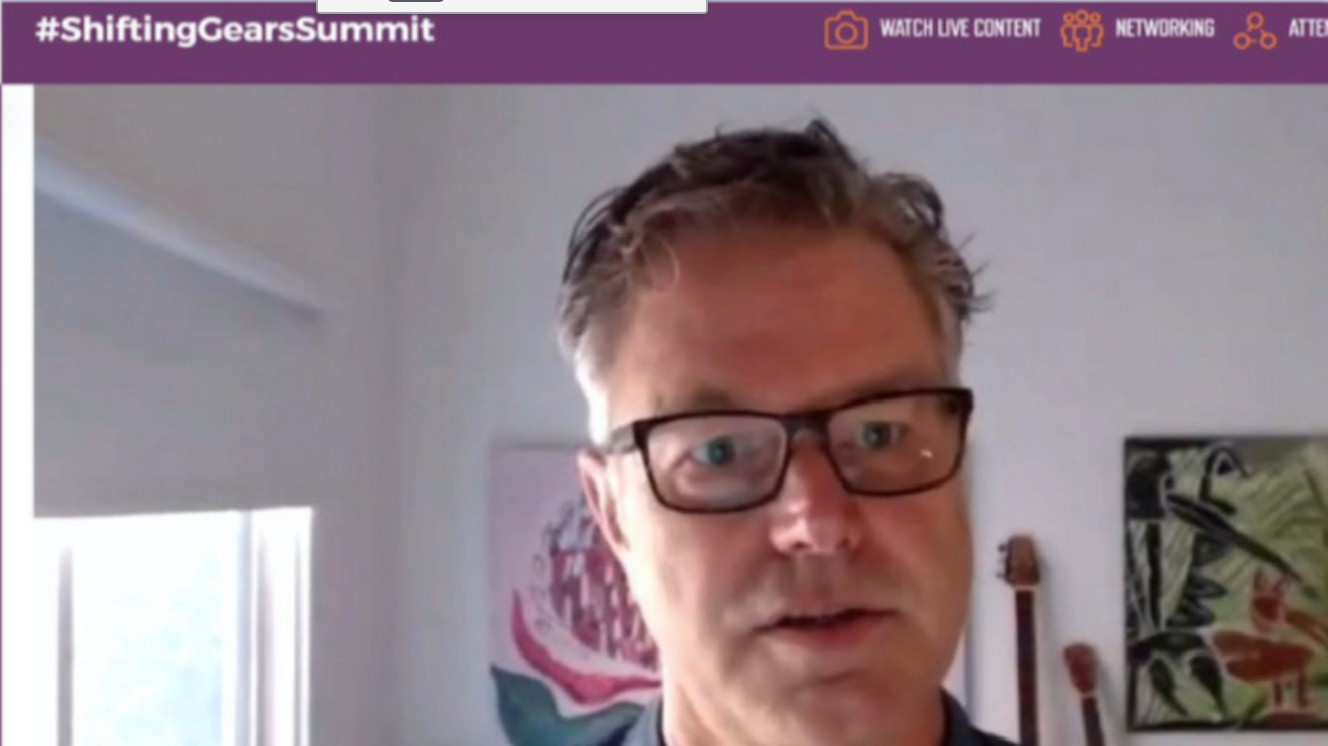 #ShiftingGearsSummit
WATCH LIVE CONTENT
NETWORKING